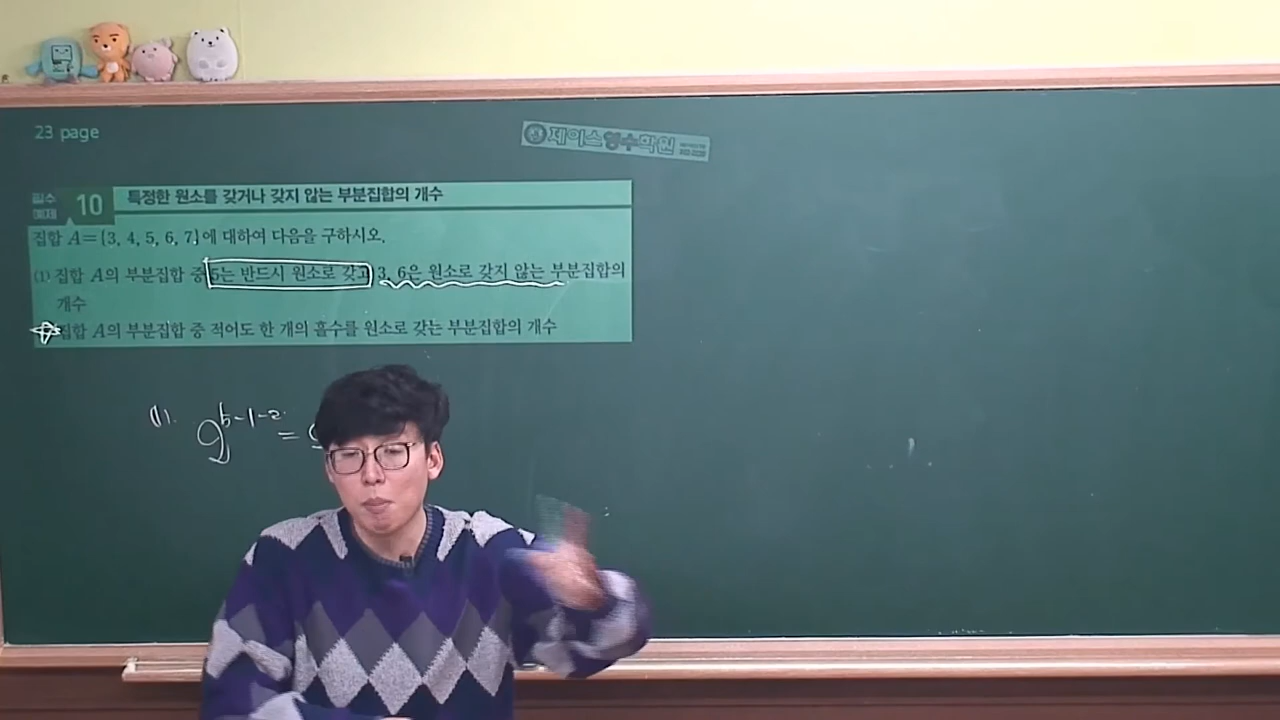 23 page
제이스영수학원
필수 예제 10 특정한 원소를 갖거나 갖지 않는 부분집합의 개수
집합 A={3, 4, 5, 6, 7}에 대하여 다음을 구하시오.
(1) 집합 A의 부분집합 중 5는 반드시 원소로 갖고 3, 6은 원소로 갖지 않는 부분집합의
개수
집합 A의 부분집합 중 적어도 한 개의 홀수를 원소로 갖는 부분집합의 개수
(1). 2^{5-1-2} =